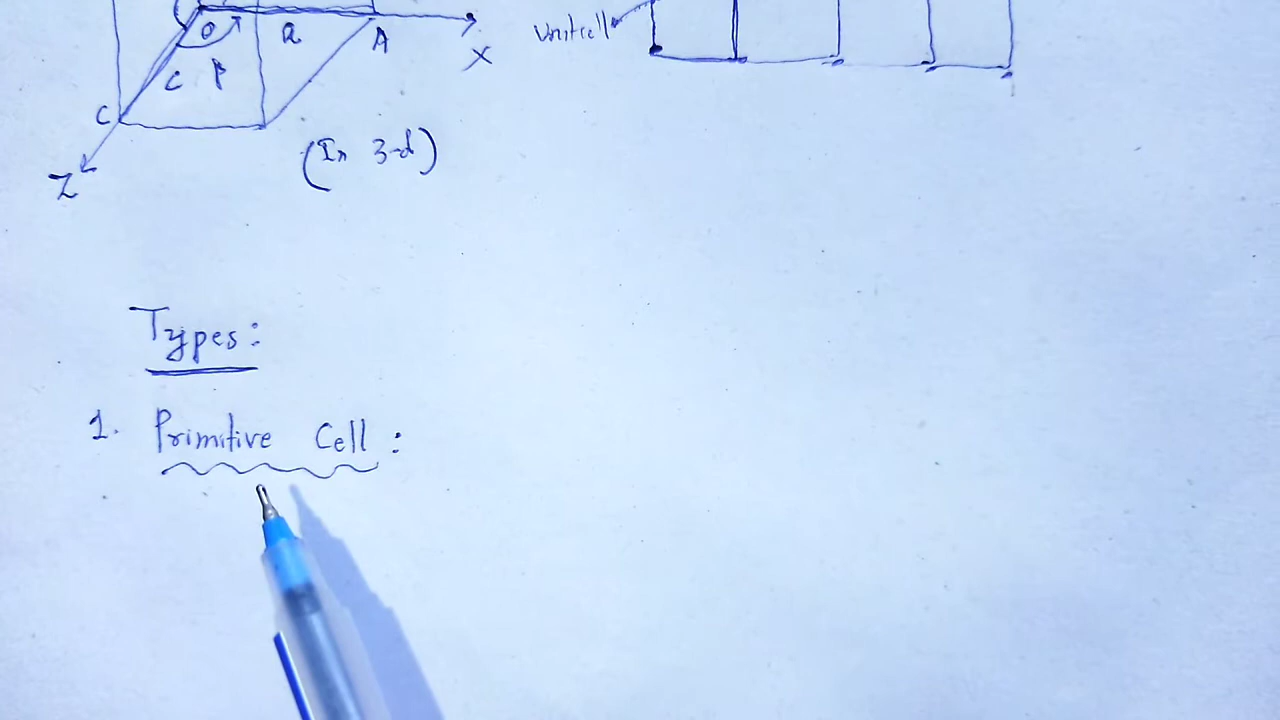 O a A
X
Unitcell
C β
C
Z
(In 3-d)
Types:
1. Primitive Cell :